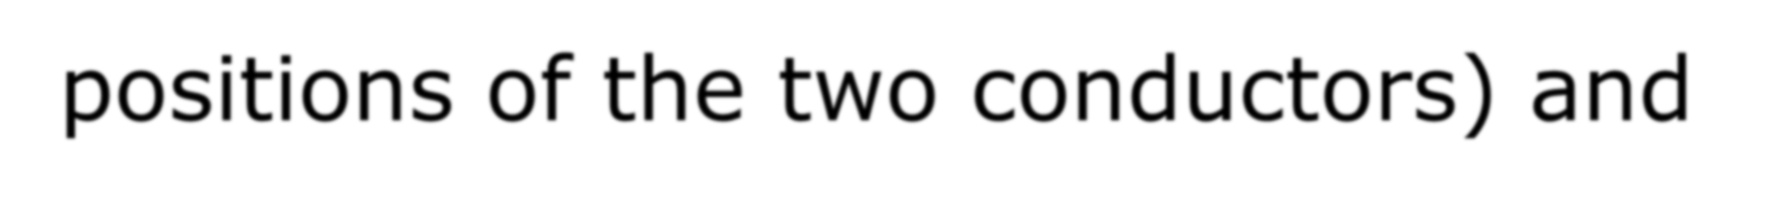 positions of the two conductors) and